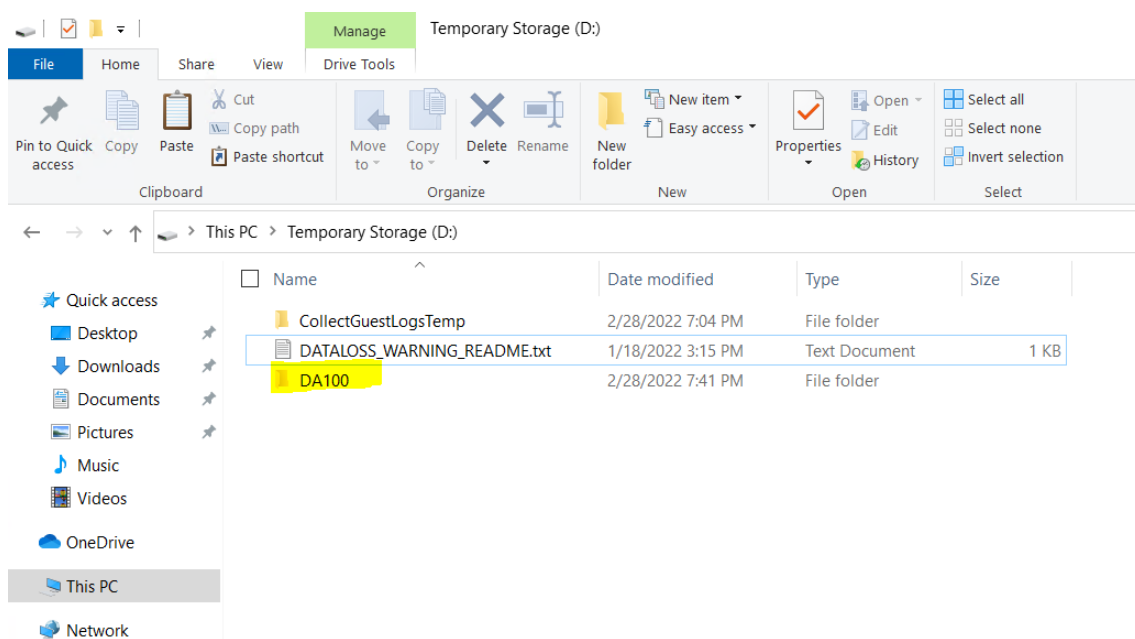 Manage
Temporary Storage (D:)
File
Home
Share
View
Drive Tools
Pin to Quick access
Copy
Paste
Cut
Copy path
Paste shortcut
Clipboard
Move to
Copy to
Delete
Rename
Organize
New folder
New item
Easy access
New
Properties
Open
Edit
History
Open
Select all
Select none
Invert selection
Select
This PC > Temporary Storage (D:)
Name
Date modified
Type
Size
Quick access
Desktop
Downloads
Documents
Pictures
Music
Videos
OneDrive
This PC
Network
CollectGuestLogsTemp 2/28/2022 7:04 PM File folder
DATALOSS_WARNING_README.txt 1/18/2022 3:15 PM Text Document 1 KB
DA100 2/28/2022 7:41 PM File folder